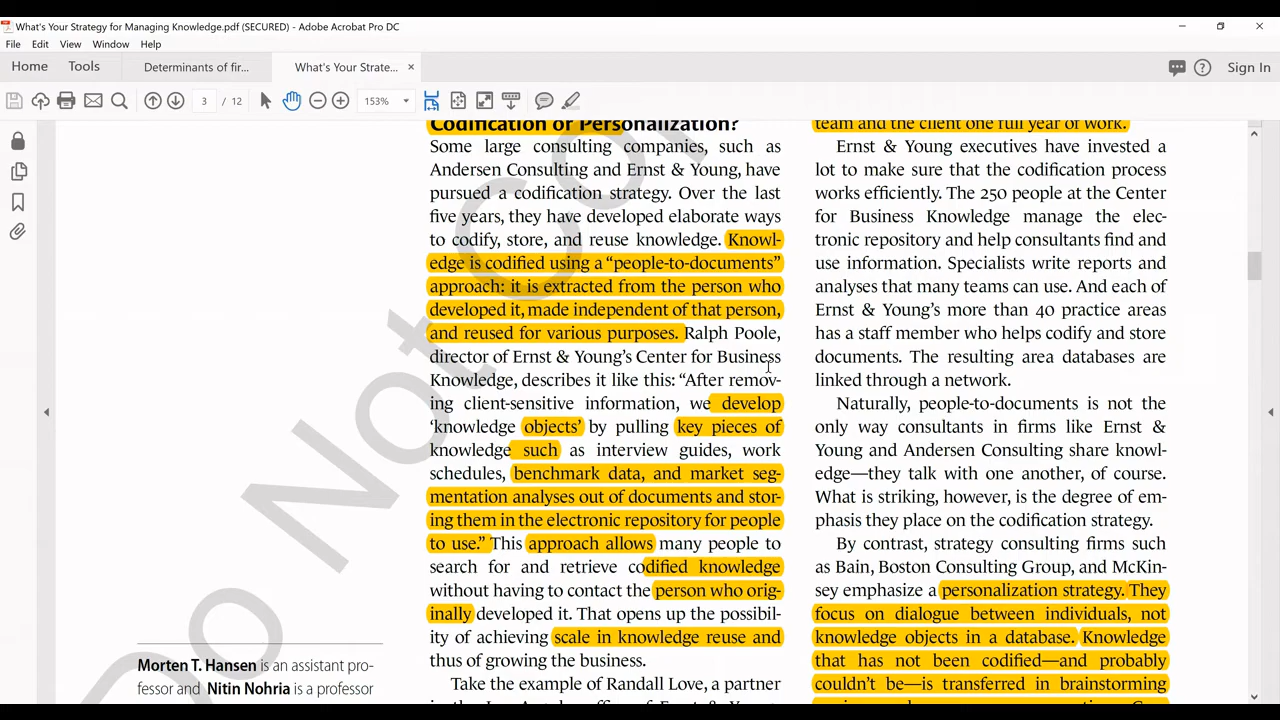 What's Your Strategy for Managing Knowledge.pdf (SECURED) - Adobe Acrobat Pro DC
File Edit View Window Help
Home Tools Determinants of fir... What's Your Strate... ×
Sign In
3 / 12 153%
Codification or Personalization?
Some large consulting companies, such as
Andersen Consulting and Ernst & Young, have
pursued a codification strategy. Over the last
five years, they have developed elaborate ways
to codify, store, and reuse knowledge. Knowl-
edge is codified using a “people-to-documents”
approach: it is extracted from the person who
developed it, made independent of that person,
and reused for various purposes. Ralph Poole,
director of Ernst & Young's Center for Business
Knowledge, describes it like this: “After remov-
ing client-sensitive information, we develop
‘knowledge objects’ by pulling key pieces of
knowledge such as interview guides, work
schedules, benchmark data, and market seg-
mentation analyses out of documents and stor-
ing them in the electronic repository for people
to use.” This approach allows many people to
search for and retrieve codified knowledge
without having to contact the person who orig-
inally developed it. That opens up the possibil-
ity of achieving scale in knowledge reuse and
thus of growing the business.
Take the example of Randall Love, a partner
team and the client one full year of work.
Ernst & Young executives have invested a
lot to make sure that the codification process
works efficiently. The 250 people at the Center
for Business Knowledge manage the elec-
tronic repository and help consultants find and
use information. Specialists write reports and
analyses that many teams can use. And each of
Ernst & Young's more than 40 practice areas
has a staff member who helps codify and store
documents. The resulting area databases are
linked through a network.
Naturally, people-to-documents is not the
only way consultants in firms like Ernst &
Young and Andersen Consulting share knowl-
edge—they talk with one another, of course.
What is striking, however, is the degree of em-
phasis they place on the codification strategy.
By contrast, strategy consulting firms such
as Bain, Boston Consulting Group, and McKin-
sey emphasize a personalization strategy. They
focus on dialogue between individuals, not
knowledge objects in a database. Knowledge
that has not been codified—and probably
couldn't be—is transferred in brainstorming
Morten T. Hansen is an assistant pro-
fessor and Nitin Nohria is a professor
Do Not Co